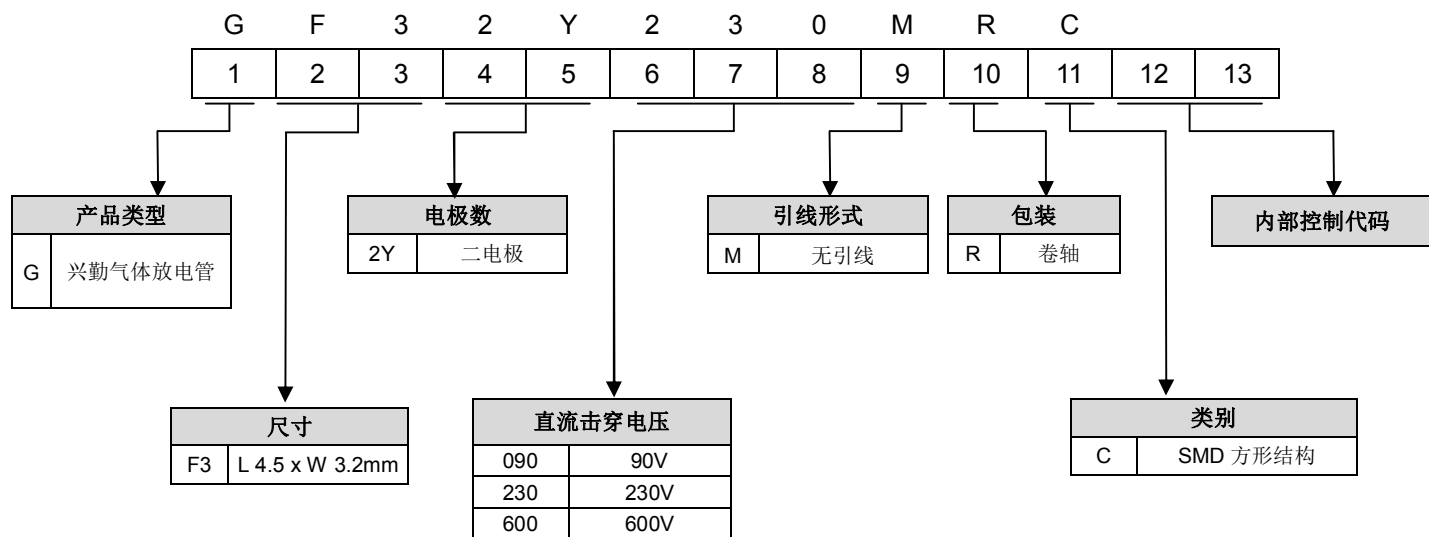 G F 3 2 Y 2 3 0 M R C
1 2 3 4 5 6 7 8 9 10 11 12 13
产品类型
G 兴勤气体放电管
电极数
2Y 二电极
引线形式
M 无引线
包装
R 卷轴
内部控制代码
尺寸
F3 L 4.5 x W 3.2mm
直流击穿电压
090 90V
230 230V
600 600V
类别
C SMD 方形结构